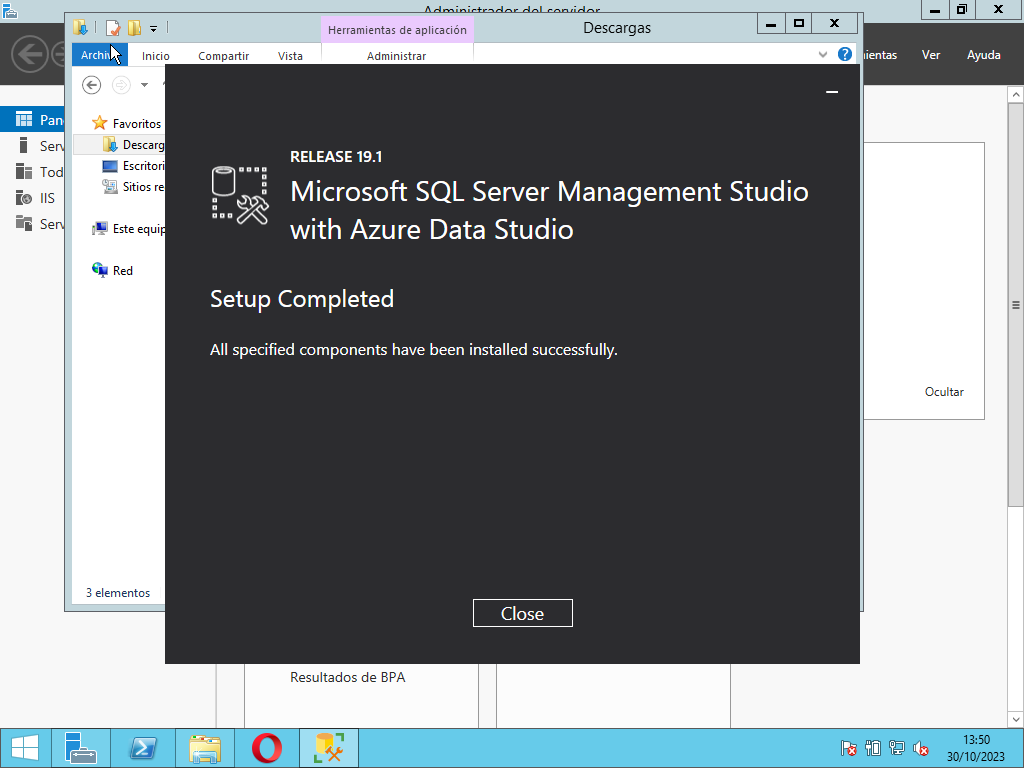 Administrador del servidor
Herramientas de aplicación
Descargas
Archiv
Inicio
Compartir
Vista
Administrar
ientas
Ver
Ayuda
Favoritos
Descarg
Escritori
Sitios re
Este equip
Red
Pan
Serv
Tod
IIS
Serv
RELEASE 19.1
Microsoft SQL Server Management Studio
with Azure Data Studio
Setup Completed
All specified components have been installed successfully.
Ocultar
3 elementos
Close
Resultados de BPA
13:50
30/10/2023